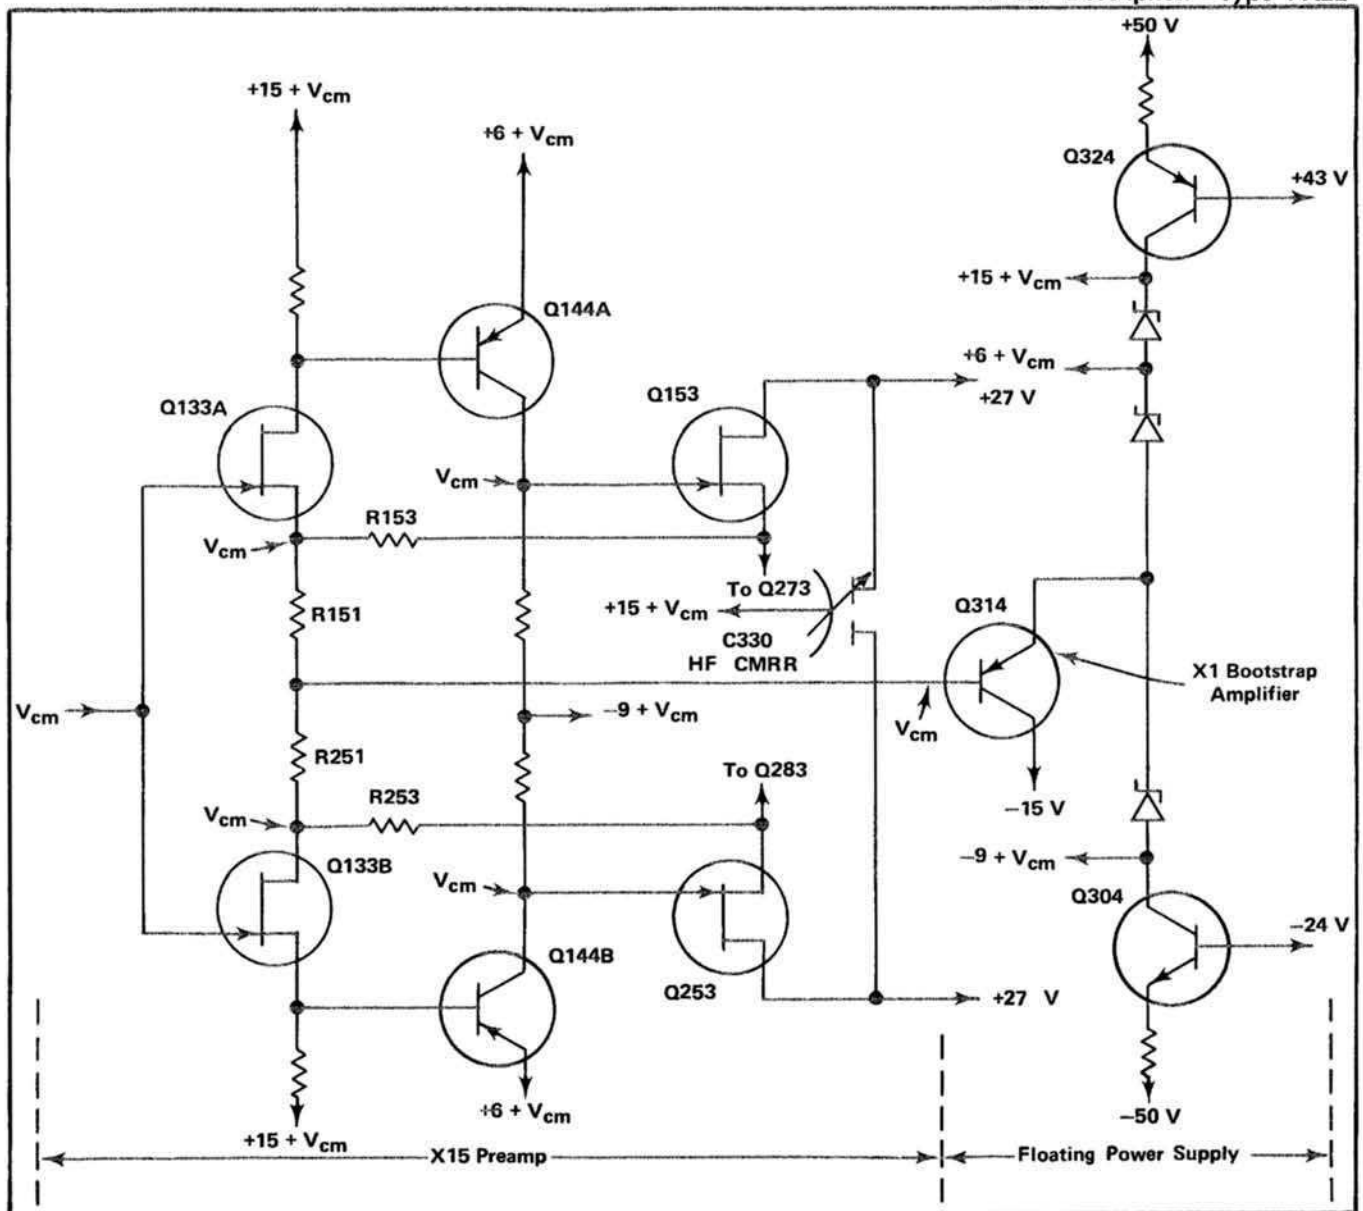 +50 V
+15 + Vcm
+6 + Vcm
Q324
+43 V
+15 + Vcm
Q144A
+6 + Vcm
+27 V
Q133A
Q153
Vcm
R153
Vcm
To Q273
+15 + Vcm
R151
C330
HF CMRR
Q314
X1 Bootstrap
Amplifier
Vcm
–9 + Vcm
Vcm
R251
To Q283
–15 V
R253
Vcm
–9 + Vcm
Q133B
Vcm
Q304
–24 V
Q144B
Q253
+27 V
+6 + Vcm
–50 V
+15 + Vcm
X15 Preamp
Floating Power Supply